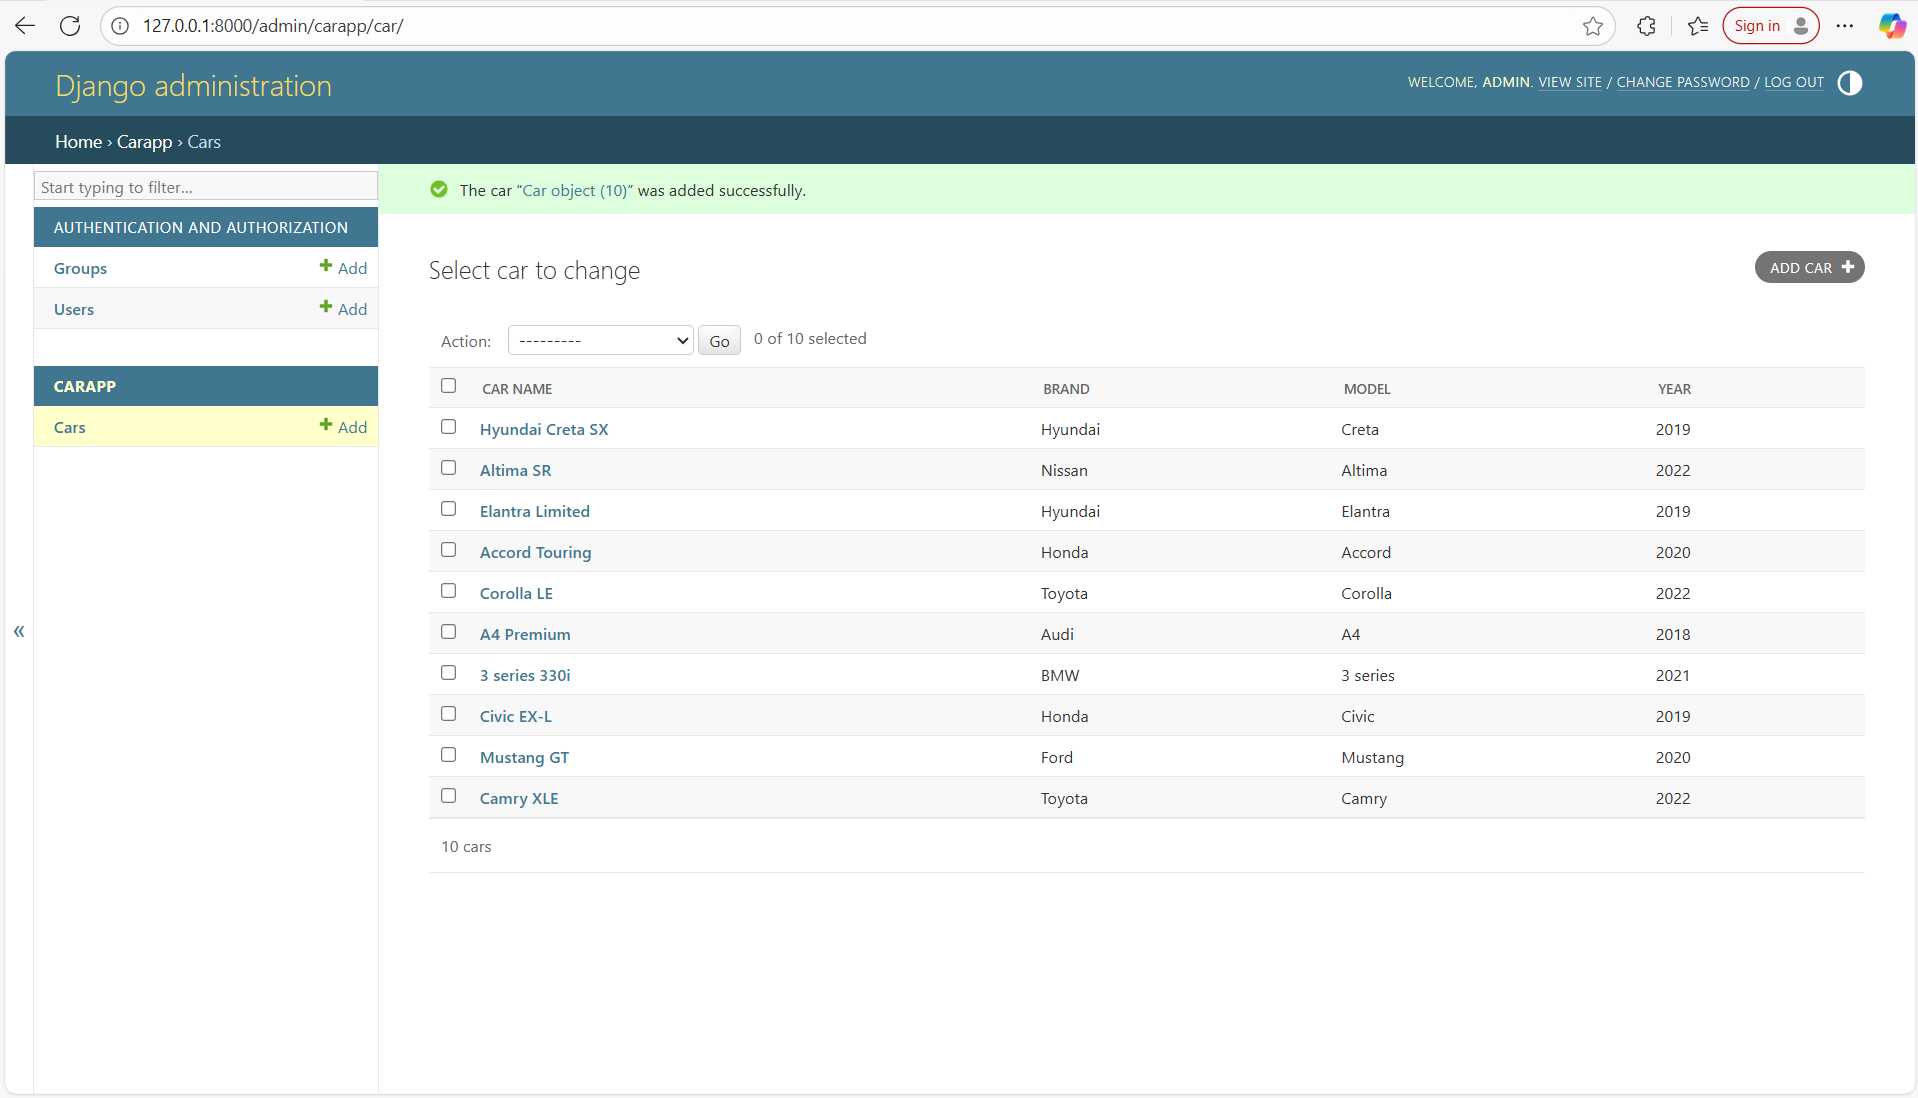 127.0.0.1:8000/admin/carapp/car/
Sign in
Django administration
WELCOME, ADMIN. VIEW SITE / CHANGE PASSWORD / LOG OUT
Home › Carapp › Cars
Start typing to filter...
The car “Car object (10)” was added successfully.
AUTHENTICATION AND AUTHORIZATION
Groups Add
Users Add
CARAPP
Cars Add
«
Select car to change
ADD CAR
Action: --------- Go 0 of 10 selected
CAR NAME BRAND MODEL YEAR
Hyundai Creta SX Hyundai Creta 2019
Altima SR Nissan Altima 2022
Elantra Limited Hyundai Elantra 2019
Accord Touring Honda Accord 2020
Corolla LE Toyota Corolla 2022
A4 Premium Audi A4 2018
3 series 330i BMW 3 series 2021
Civic EX-L Honda Civic 2019
Mustang GT Ford Mustang 2020
Camry XLE Toyota Camry 2022
10 cars